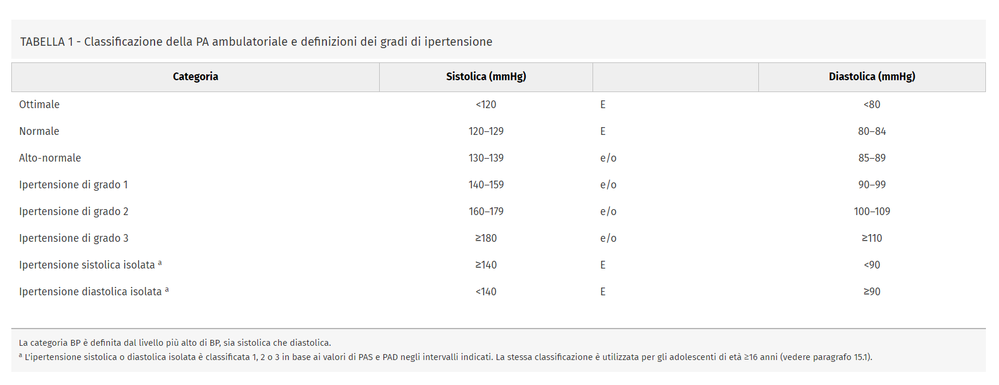 TABELLA 1 - Classificazione della PA ambulatoriale e definizioni dei gradi di ipertensione
Categoria Sistolica (mmHg) Diastolica (mmHg)
Ottimale <120 E <80
Normale 120–129 E 80–84
Alto-normale 130–139 e/o 85–89
Ipertensione di grado 1 140–159 e/o 90–99
Ipertensione di grado 2 160–179 e/o 100–109
Ipertensione di grado 3 ≥180 e/o ≥110
Ipertensione sistolica isolata ª ≥140 E <90
Ipertensione diastolica isolata ª <140 E ≥90
La categoria BP è definita dal livello più alto di BP, sia sistolica che diastolica.
ª L'ipertensione sistolica o diastolica isolata è classificata 1, 2 o 3 in base ai valori di PAS e PAD negli intervalli indicati. La stessa classificazione è utilizzata per gli adolescenti di età ≥16 anni (vedere paragrafo 15.1).